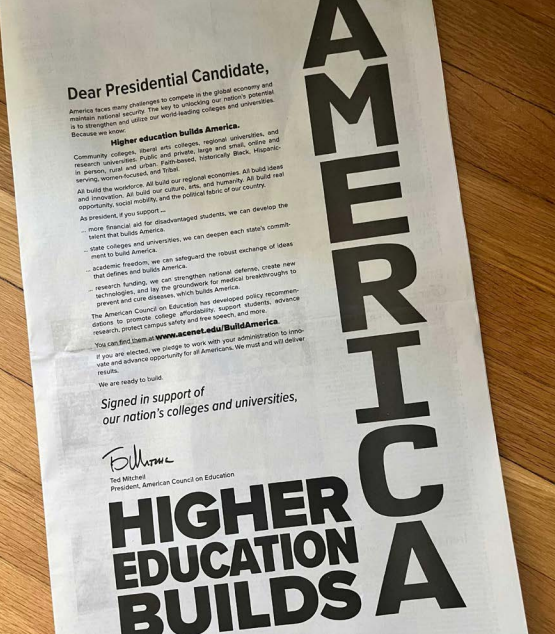 Dear Presidential Candidate,
America faces many challenges to compete in the global economy and
maintain national security. The key to unlocking our nation's potential
is to strengthen and utilize our world-leading colleges and universities.
Because we know:
Higher education builds America.
Community colleges, liberal arts colleges, regional universities, and
research universities. Public and private, large and small, online and
in person, rural and urban. Faith-based, historically Black, Hispanic-
serving, women-focused, and Tribal.
All build the workforce. All build our regional economies. All build ideas
and innovation. All build our culture, arts, and humanity. All build real
opportunity, social mobility, and the political fabric of our country.
As president, if you support ...
... more financial aid for disadvantaged students, we can develop the
talent that builds America.
... state colleges and universities, we can deepen each state's commit-
ment to build America.
... academic freedom, we can safeguard the robust exchange of ideas
that defines and builds America.
... research funding, we can strengthen national defense, create new
technologies, and lay the groundwork for medical breakthroughs to
prevent and cure diseases, which builds America.
The American Council on Education has developed policy recommen-
dations to promote college affordability, support students, advance
research, protect campus safety and free speech, and more.
You can find them at www.acenet.edu/BuildAmerica.
If you are elected, we pledge to work with your administration to inno-
vate and advance opportunity for all Americans. We must and will deliver
results.
We are ready to build.
Signed in support of
our nation's colleges and universities,
Ted Mitchell
Ted Mitchell
President, American Council on Education
HIGHER
EDUCATION
BUILDS
AMERICA